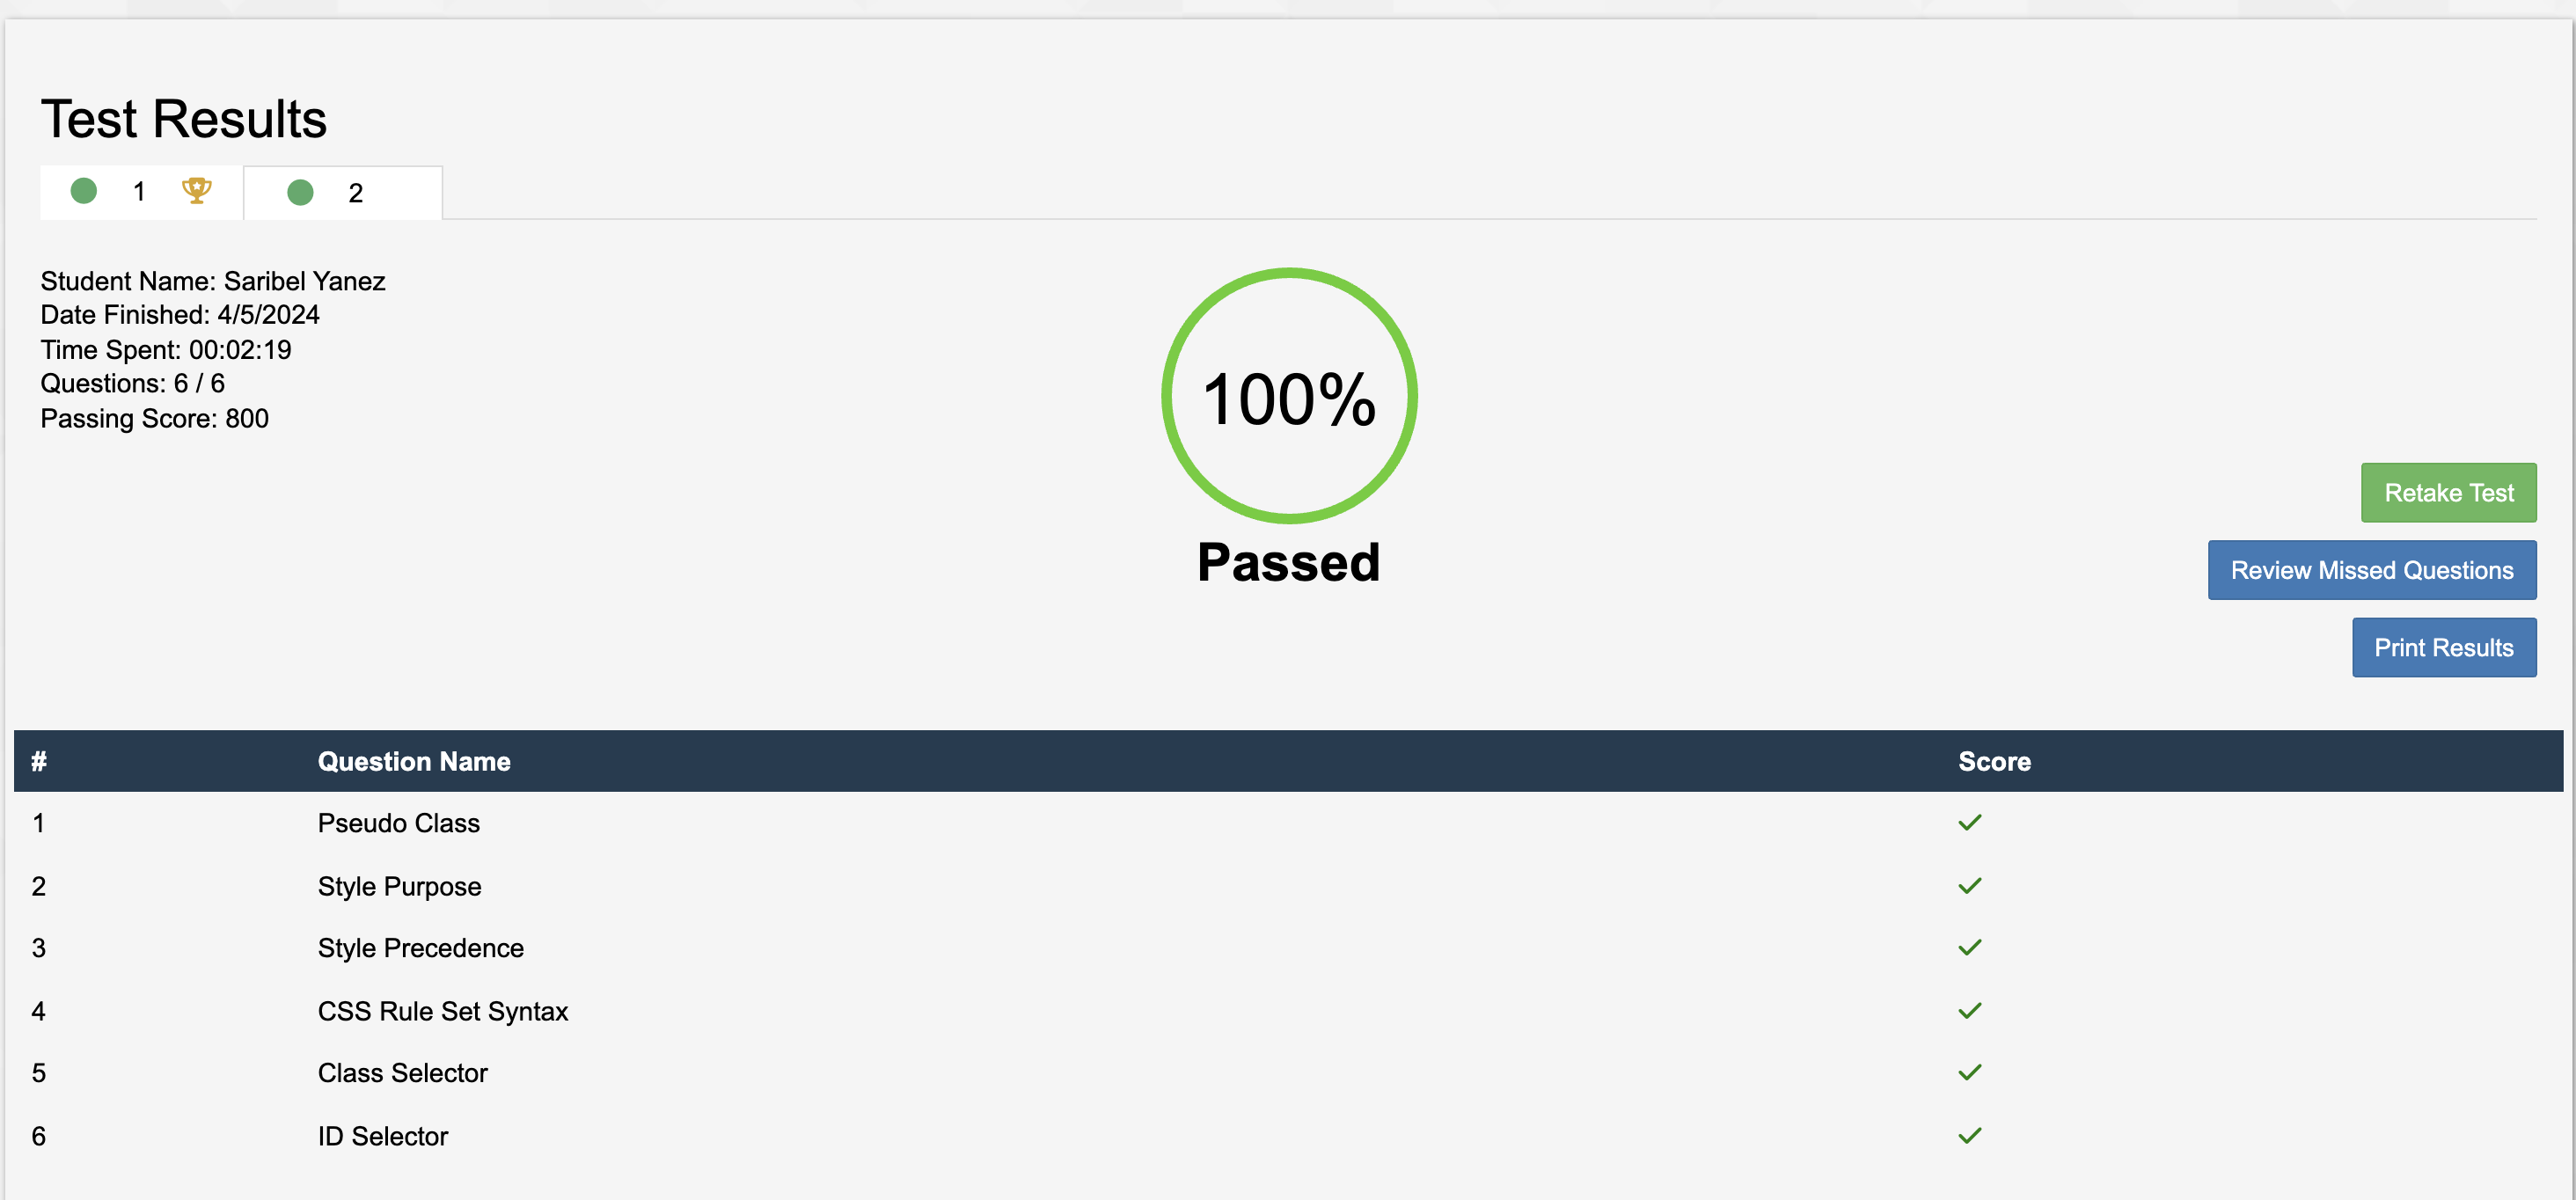 Test Results
1
2
Student Name: Saribel Yanez
Date Finished: 4/5/2024
Time Spent: 00:02:19
Questions: 6 / 6
Passing Score: 800
100%
Passed
Retake Test
Review Missed Questions
Print Results
# Question Name Score
1 Pseudo Class
2 Style Purpose
3 Style Precedence
4 CSS Rule Set Syntax
5 Class Selector
6 ID Selector